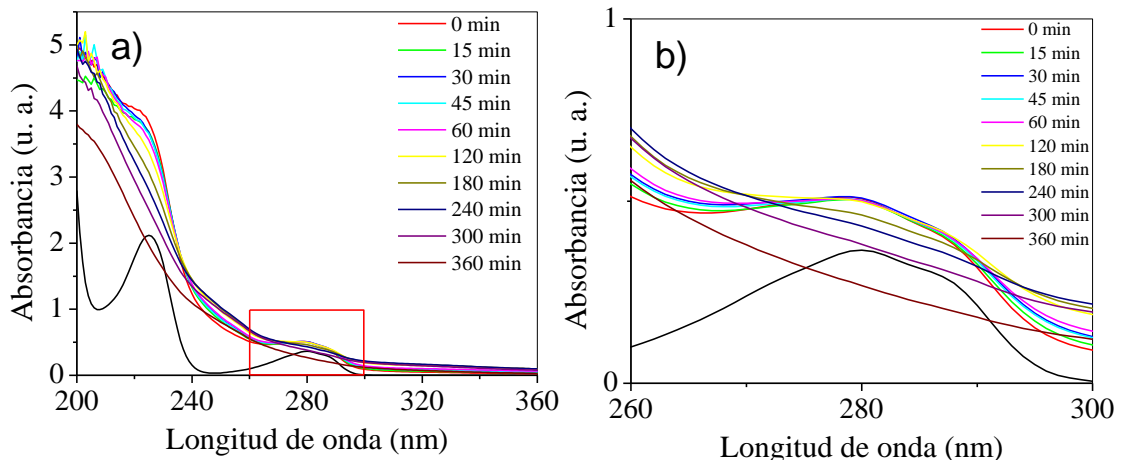 a)
0 min
15 min
30 min
45 min
60 min
120 min
180 min
240 min
300 min
360 min
Absorbancia (u. a.)
5
4
3
2
1
0
200 240 280 320 360
Longitud de onda (nm)
b)
0 min
15 min
30 min
45 min
60 min
120 min
180 min
240 min
300 min
360 min
Absorbancia (u. a.)
1
0
260 280 300
Longitud de onda (nm)